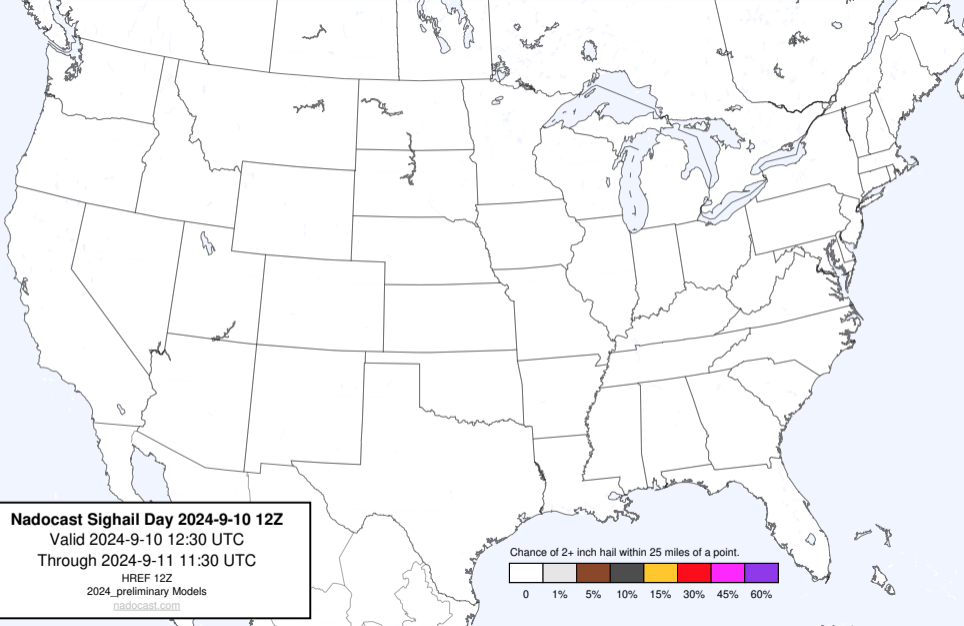 Nadocast Sighail Day 2024-9-10 12Z
Valid 2024-9-10 12:30 UTC
Through 2024-9-11 11:30 UTC
HREF 12Z
2024_preliminary Models
nadocast.com
Chance of 2+ inch hail within 25 miles of a point.
0 1% 5% 10% 15% 30% 45% 60%